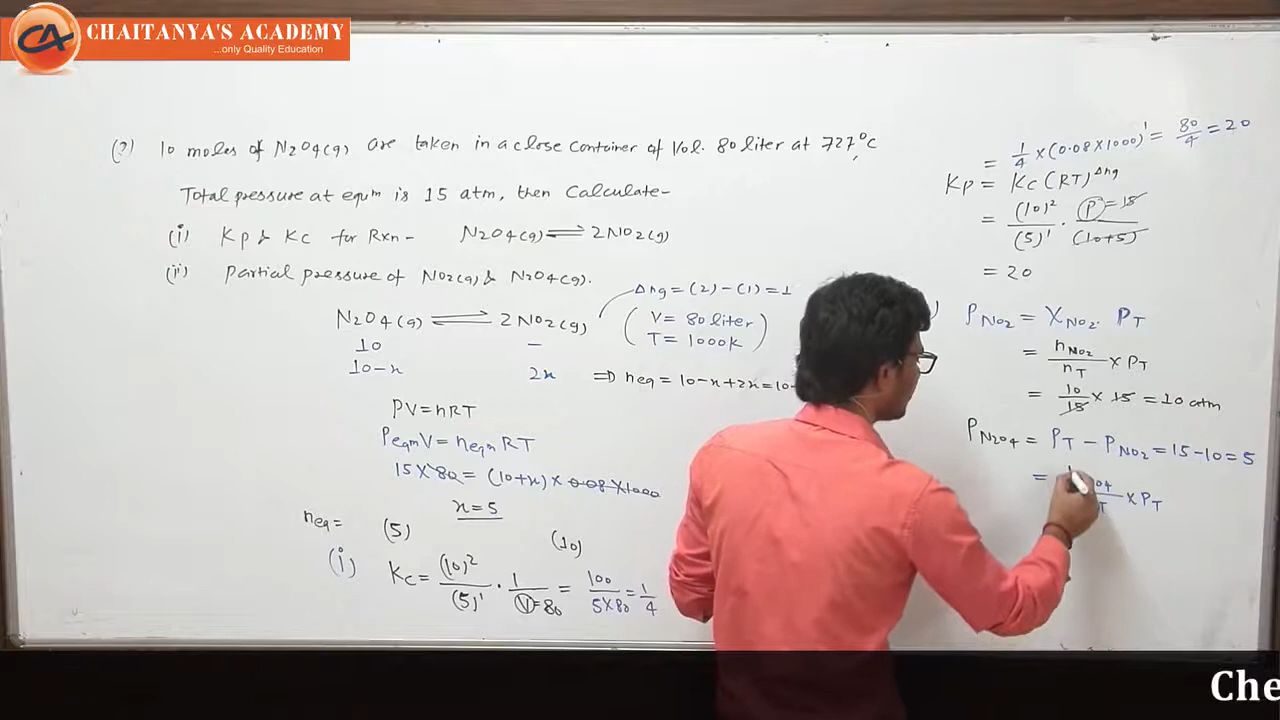 CHAITANYA'S ACADEMY
...only Quality Education
CA
(2) 10 moles of N₂O₄(g) are taken in a close container of Vol. 80 liter at 727°C
Total pressure at eqᵐ is 15 atm, then Calculate-
(i) Kp & Kc for Rxn- N₂O₄(g) ⇌ 2NO₂(g)
(ii) Partial pressure of NO₂(g) & N₂O₄(g).
N₂O₄(g) ⇌ 2NO₂(g)
Δng = (2)-(1) = 1
10 -
(V = 80 liter
T = 1000K)
10-x 2x ⇒ neq = 10-x+2x = 10
PV = nRT
Peqm V = neqm RT
15×80 = (10+x) × 0.08×1000
x = 5
neq = (5) (10)
(i) Kc = (10)²/(5)¹ · 1/V=80 = 100/5×80 = 1/4
= 1/4 × (0.08×1000)¹ = 80/4 = 20
Kp = Kc (RT)^Δng
= (10)²/(5)¹ · P=15/(10+5)
= 20
)
PNO₂ = XNO₂ · PT
= nNO₂/nT × PT
= 10/15 × 15 = 10 atm
PN₂O₄ = PT - PNO₂ = 15-10 = 5
= O4/T × PT
Che